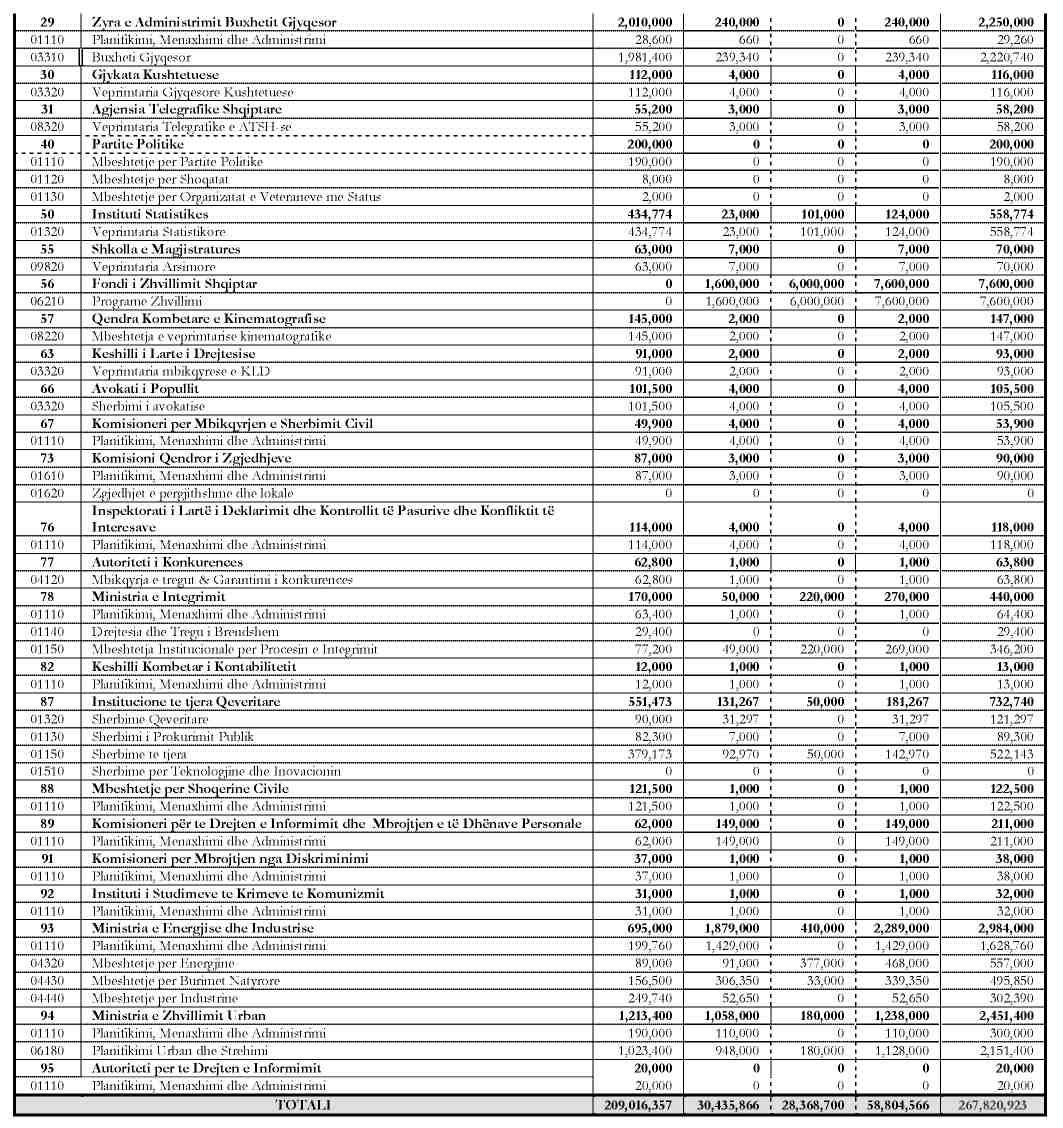 29 Zyra e Administrimit Buxhetit Gjyqesor 2,010,000 240,000 0 240,000 2,250,000
01110 Planifikimi, Menaxhimi dhe Administrimi 28,600 660 0 660 29,260
03310 Buxheti Gjyqesor 1,981,400 239,340 0 239,340 2,220,740
30 Gjykata Kushtetuese 112,000 4,000 0 4,000 116,000
03320 Veprimtaria Gjyqesore Kushtetuese 112,000 4,000 0 4,000 116,000
31 Agjensia Telegrafike Shqiptare 55,200 3,000 0 3,000 58,200
08320 Veprimtaria Telegrafike e ATSH-se 55,200 3,000 0 3,000 58,200
40 Partite Politike 200,000 0 0 0 200,000
01110 Mbeshtetje per Partite Politike 190,000 0 0 0 190,000
01120 Mbeshtetje per Shoqatat 8,000 0 0 0 8,000
01130 Mbeshtetje per Organizatat e Veteraneve me Status 2,000 0 0 0 2,000
50 Instituti Statistikes 434,774 23,000 101,000 124,000 558,774
01320 Veprimtaria Statistikore 434,774 23,000 101,000 124,000 558,774
55 Shkolla e Magjistratures 63,000 7,000 0 7,000 70,000
09820 Veprimtaria Arsimore 63,000 7,000 0 7,000 70,000
56 Fondi i Zhvillimit Shqiptar 0 1,600,000 6,000,000 7,600,000 7,600,000
06210 Programe Zhvillimi 0 1,600,000 6,000,000 7,600,000 7,600,000
57 Qendra Kombetare e Kinematografise 145,000 2,000 0 2,000 147,000
08220 Mbeshtetja e veprimtarise kinematografike 145,000 2,000 0 2,000 147,000
63 Keshilli i Larte i Drejtesise 91,000 2,000 0 2,000 93,000
03320 Veprimtaria mbikqyrese e KLD 91,000 2,000 0 2,000 93,000
66 Avokati i Popullit 101,500 4,000 0 4,000 105,500
03320 Sherbimi i avokatise 101,500 4,000 0 4,000 105,500
67 Komisioneri per Mbikqyrjen e Sherbimit Civil 49,900 4,000 0 4,000 53,900
01110 Planifikimi, Menaxhimi dhe Administrimi 49,900 4,000 0 4,000 53,900
73 Komisioni Qendror i Zgjedhjeve 87,000 3,000 0 3,000 90,000
01610 Planifikimi, Menaxhimi dhe Administrimi 87,000 3,000 0 3,000 90,000
01620 Zgjedhjet e pergjithshme dhe lokale 0 0 0 0 0
Inspektorati i Lartë i Deklarimit dhe Kontrollit të Pasurive dhe Konfliktit të
76 Interesave 114,000 4,000 0 4,000 118,000
01110 Planifikimi, Menaxhimi dhe Administrimi 114,000 4,000 0 4,000 118,000
77 Autoriteti i Konkurences 62,800 1,000 0 1,000 63,800
04120 Mbikqyrja e tregut & Garantimi i konkurences 62,800 1,000 0 1,000 63,800
78 Ministria e Integrimit 170,000 50,000 220,000 270,000 440,000
01110 Planifikimi, Menaxhimi dhe Administrimi 63,400 1,000 0 1,000 64,400
01140 Drejtesia dhe Tregu i Brendshem 29,400 0 0 0 29,400
01150 Mbeshtetja Institucionale per Procesin e Integrimit 77,200 49,000 220,000 269,000 346,200
82 Keshilli Kombetar i Kontabilitetit 12,000 1,000 0 1,000 13,000
01110 Planifikimi, Menaxhimi dhe Administrimi 12,000 1,000 0 1,000 13,000
87 Institucione te tjera Qeveritare 551,473 131,267 50,000 181,267 732,740
01320 Sherbime Qeveritare 90,000 31,297 0 31,297 121,297
01130 Sherbimi i Prokurimit Publik 82,300 7,000 0 7,000 89,300
01150 Sherbime te tjera 379,173 92,970 50,000 142,970 522,143
01510 Sherbime per Teknologjine dhe Inovacionin 0 0 0 0 0
88 Mbeshtetje per Shoqerine Civile 121,500 1,000 0 1,000 122,500
01110 Planifikimi, Menaxhimi dhe Administrimi 121,500 1,000 0 1,000 122,500
89 Komisioneri për te Drejten e Informimit dhe Mbrojtjen e të Dhënave Personale 62,000 149,000 0 149,000 211,000
01110 Planifikimi, Menaxhimi dhe Administrimi 62,000 149,000 0 149,000 211,000
91 Komisioneri per Mbrojtjen nga Diskriminimi 37,000 1,000 0 1,000 38,000
01110 Planifikimi, Menaxhimi dhe Administrimi 37,000 1,000 0 1,000 38,000
92 Instituti i Studimeve te Krimeve te Komunizmit 31,000 1,000 0 1,000 32,000
01110 Planifikimi, Menaxhimi dhe Administrimi 31,000 1,000 0 1,000 32,000
93 Ministria e Energjise dhe Industrise 695,000 1,879,000 410,000 2,289,000 2,984,000
01110 Planifikimi, Menaxhimi dhe Administrimi 199,760 1,429,000 0 1,429,000 1,628,760
04320 Mbeshtetje per Energjine 89,000 91,000 377,000 468,000 557,000
04430 Mbeshtetje per Burimet Natyrore 156,500 306,350 33,000 339,350 495,850
04440 Mbeshtetje per Industrine 249,740 52,650 0 52,650 302,390
94 Ministria e Zhvillimit Urban 1,213,400 1,058,000 180,000 1,238,000 2,451,400
01110 Planifikimi, Menaxhimi dhe Administrimi 190,000 110,000 0 110,000 300,000
06180 Planifikimi Urban dhe Strehimi 1,023,400 948,000 180,000 1,128,000 2,151,400
95 Autoriteti per te Drejten e Informimit 20,000 0 0 0 20,000
01110 Planifikimi, Menaxhimi dhe Administrimi 20,000 0 0 0 20,000
TOTALI 209,016,357 30,435,866 28,368,700 58,804,566 267,820,923